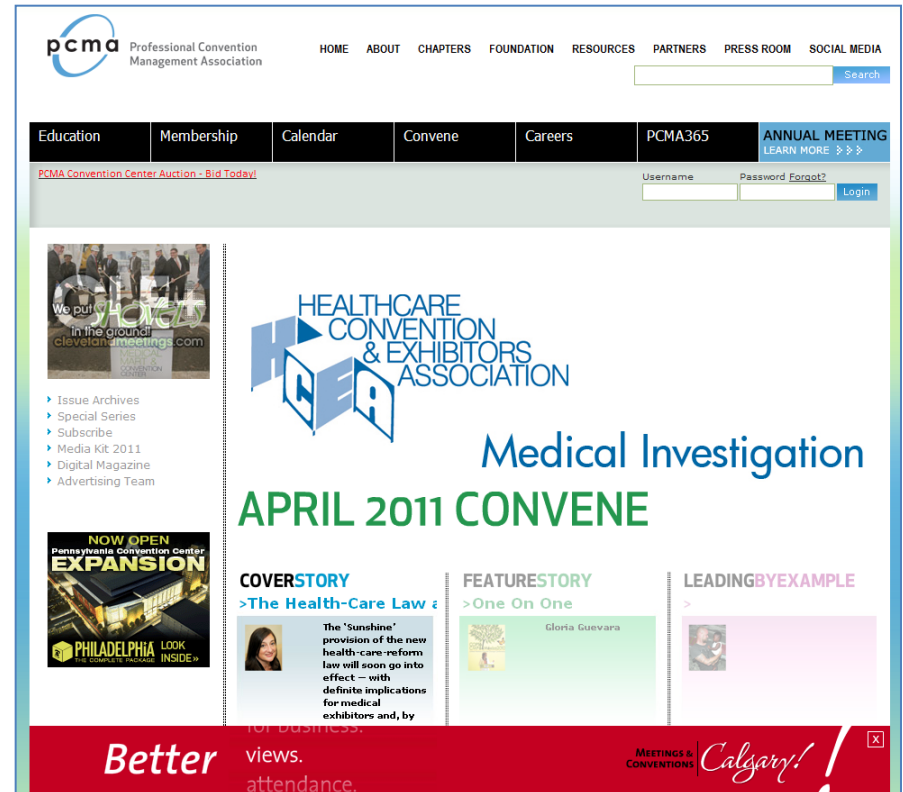 pcma Professional Convention
Management Association
HOME ABOUT CHAPTERS FOUNDATION RESOURCES PARTNERS PRESS ROOM SOCIAL MEDIA
Search
Education Membership Calendar Convene Careers PCMA365 ANNUAL MEETING
LEARN MORE
PCMA Convention Center Auction - Bid Today!
Username Password Forgot?
Login
We put SHOVELS
in the ground!
clevelandmeetings.com
HEALTHCARE
CONVENTION
& EXHIBITORS
ASSOCIATION
HCEA
Issue Archives
Special Series
Subscribe
Media Kit 2011
Digital Magazine
Advertising Team
Medical Investigation
APRIL 2011 CONVENE
NOW OPEN
Pennsylvania Convention Center
EXPANSION
PHILADELPHIA
THE COMPLETE PACKAGE
LOOK
INSIDE»
COVERSTORY
>The Health-Care Law
The 'Sunshine'
provision of the new
health-care-reform
law will soon go into
effect — with
definite implications
for medical
exhibitors and, by
FEATURESTORY
>One On One
Gloria Guevara
LEADINGBYEXAMPLE
>
Better
for business.
views.
attendance.
MEETINGS &
CONVENTIONS
Calgary!
X